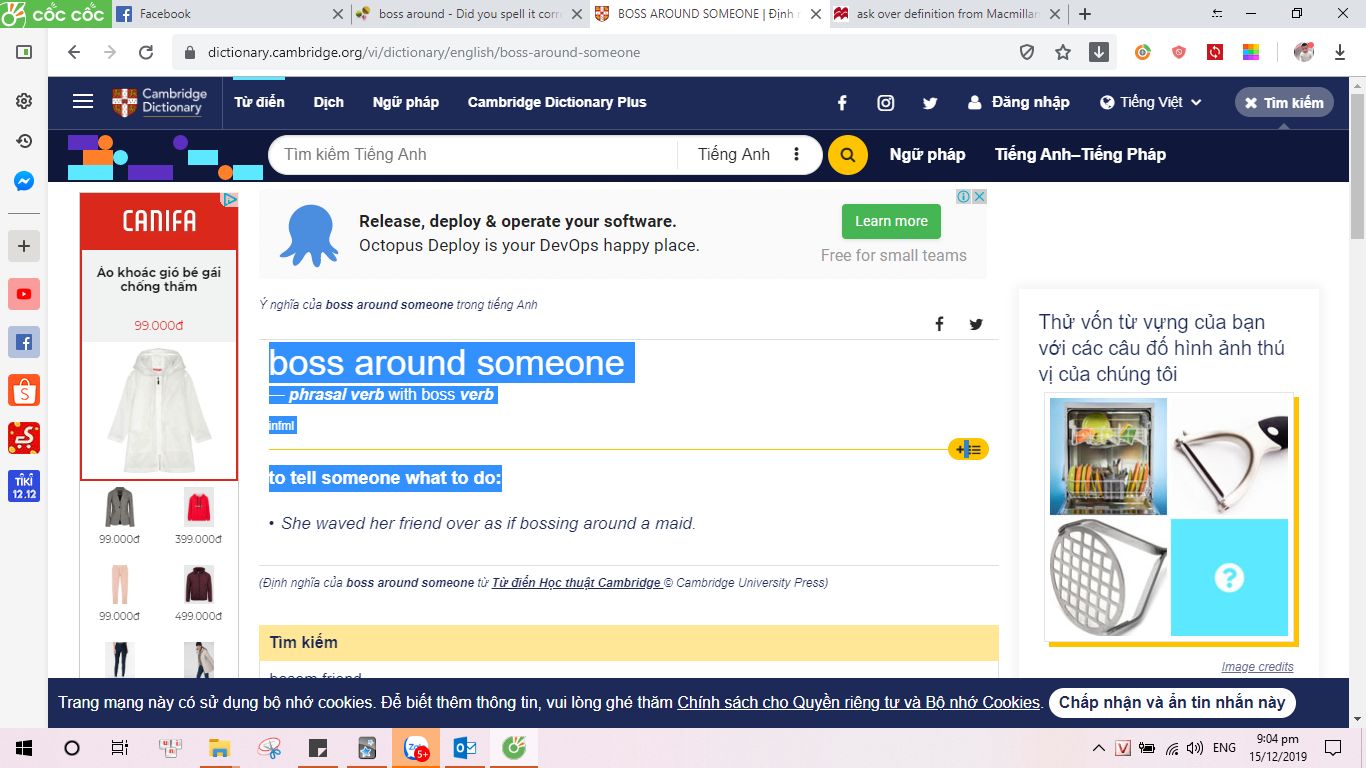 cốc cốc
Facebook
boss around - Did you spell it corre
BOSS AROUND SOMEONE | Định n
ask over definition from Macmillan
dictionary.cambridge.org/vi/dictionary/english/boss-around-someone
Cambridge
Dictionary
Từ điển
Dịch
Ngữ pháp
Cambridge Dictionary Plus
Đăng nhập
Tiếng Việt
Tìm kiếm
Tìm kiếm Tiếng Anh
Tiếng Anh
Ngữ pháp
Tiếng Anh–Tiếng Pháp
CANIFA
Áo khoác gió bé gái
chống thấm
99.000đ
99.000đ
399.000đ
99.000đ
499.000đ
Release, deploy & operate your software.
Octopus Deploy is your DevOps happy place.
Learn more
Free for small teams
Ý nghĩa của boss around someone trong tiếng Anh
boss around someone
— phrasal verb with boss verb
infml
to tell someone what to do:
• She waved her friend over as if bossing around a maid.
(Định nghĩa của boss around someone từ Từ điển Học thuật Cambridge © Cambridge University Press)
Tìm kiếm
bosom friend
Thử vốn từ vựng của bạn
với các câu đố hình ảnh thú
vị của chúng tôi
?
Image credits
TIKI
12.12
Trang mạng này có sử dụng bộ nhớ cookies. Để biết thêm thông tin, vui lòng ghé thăm Chính sách cho Quyền riêng tư và Bộ nhớ Cookies.
Chấp nhận và ẩn tin nhắn này
Zalo
5+
V
ENG
9:04 pm
15/12/2019